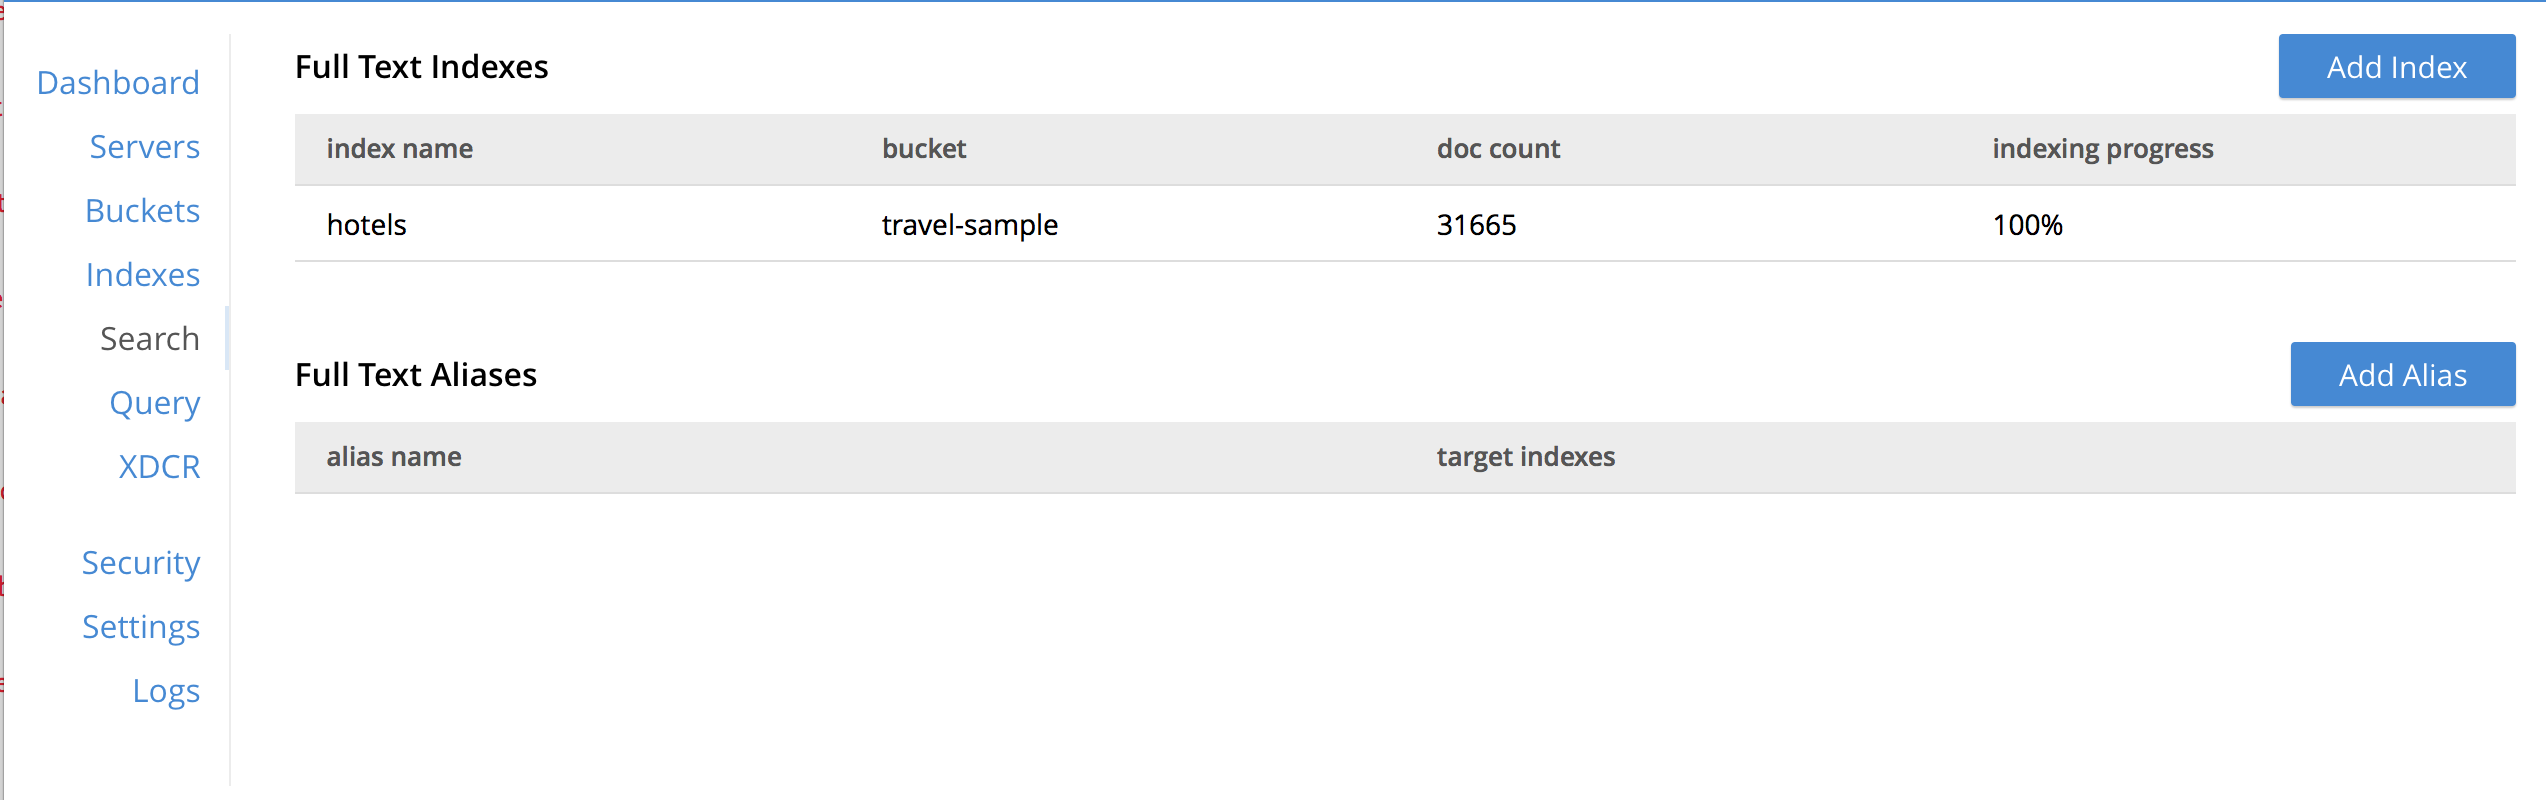 Dashboard
Servers
Buckets
Indexes
Search
Query
XDCR
Security
Settings
Logs
Full Text Indexes
Add Index
index name bucket doc count indexing progress
hotels travel-sample 31665 100%
Full Text Aliases
Add Alias
alias name target indexes